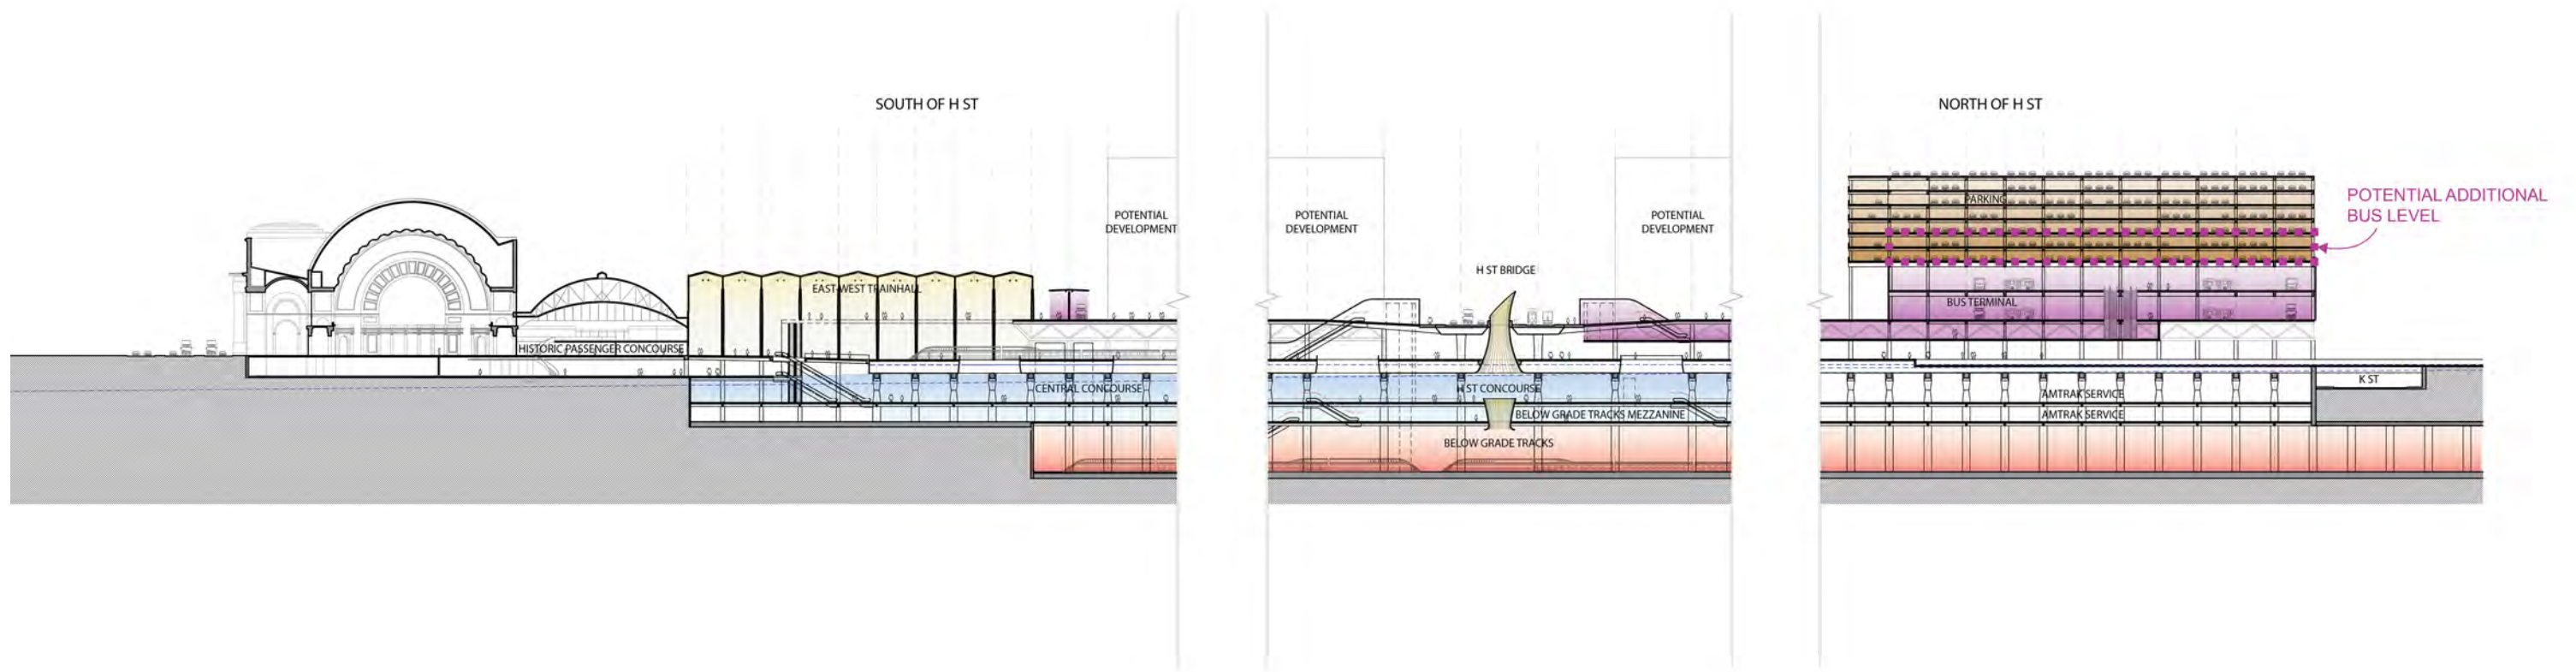 SOUTH OF H ST
NORTH OF H ST
POTENTIAL
DEVELOPMENT
POTENTIAL
DEVELOPMENT
POTENTIAL
DEVELOPMENT
PARKING
POTENTIAL ADDITIONAL
BUS LEVEL
H ST BRIDGE
EAST-WEST TRAINHALL
BUS TERMINAL
HISTORIC PASSENGER CONCOURSE
CENTRAL CONCOURSE
H ST CONCOURSE
K ST
AMTRAK SERVICE
BELOW GRADE TRACKS MEZZANINE
AMTRAK SERVICE
BELOW GRADE TRACKS